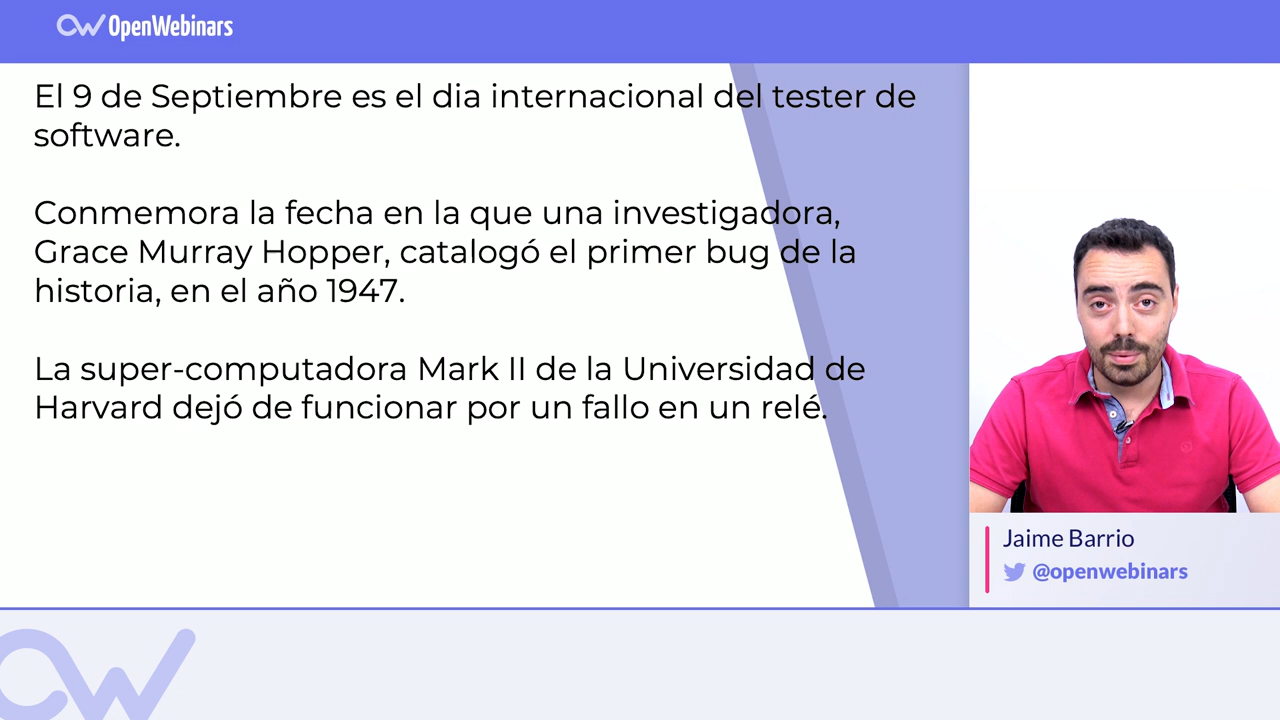 OpenWebinars
El 9 de Septiembre es el dia internacional del tester de
software.
Conmemora la fecha en la que una investigadora,
Grace Murray Hopper, catalogó el primer bug de la
historia, en el año 1947.
La super-computadora Mark II de la Universidad de
Harvard dejó de funcionar por un fallo en un relé.
Jaime Barrio
@openwebinars